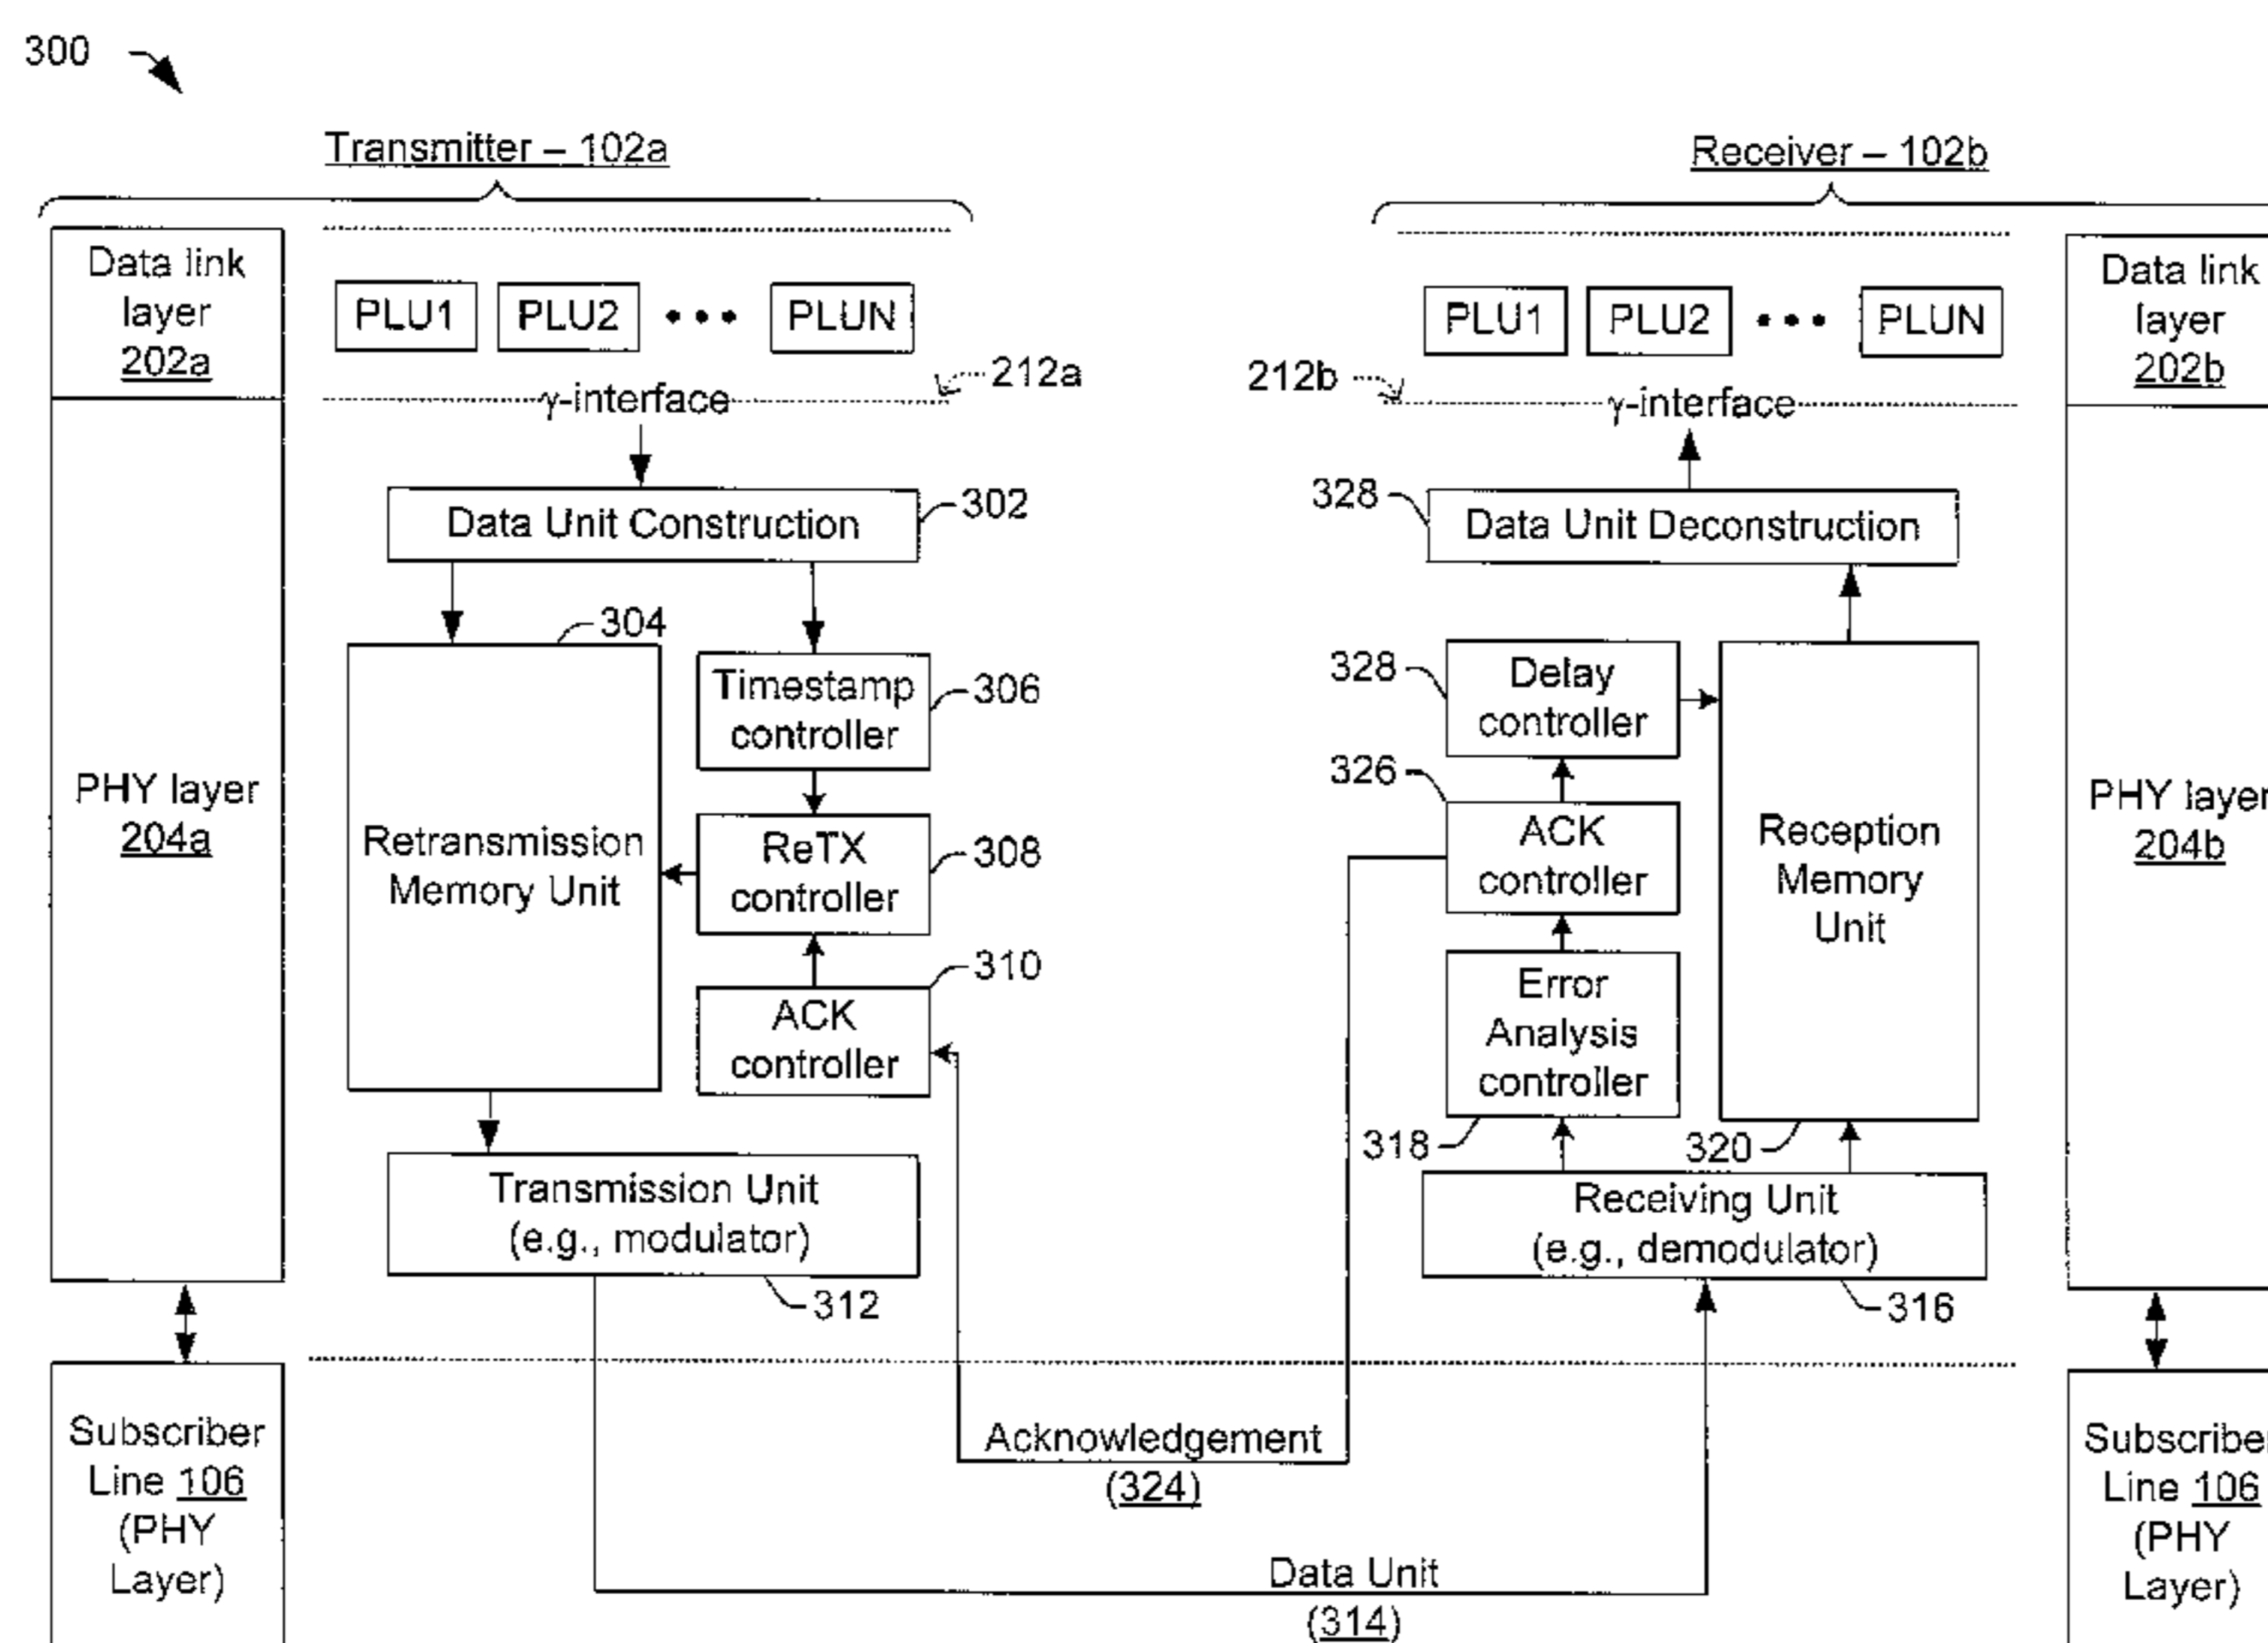 300
Transmitter – 102a
Receiver – 102b
Data link
layer
202a
PLU1 PLU2 ••• PLUN
212a
γ-interface
PHY layer
204a
Data Unit Construction
302
304
Retransmission
Memory Unit
Timestamp
controller
306
ReTX
controller
308
ACK
controller
310
Transmission Unit
(e.g., modulator)
312
Subscriber
Line 106
(PHY
Layer)
PLU1 PLU2 ••• PLUN
212b
γ-interface
328
Data Unit Deconstruction
328
Delay
controller
326
ACK
controller
Error
Analysis
controller
318
Reception
Memory
Unit
320
Receiving Unit
(e.g., demodulator)
316
Data link
layer
202b
PHY layer
204b
Subscriber
Line 106
(PHY
Layer)
Acknowledgement
(324)
Data Unit
(314)